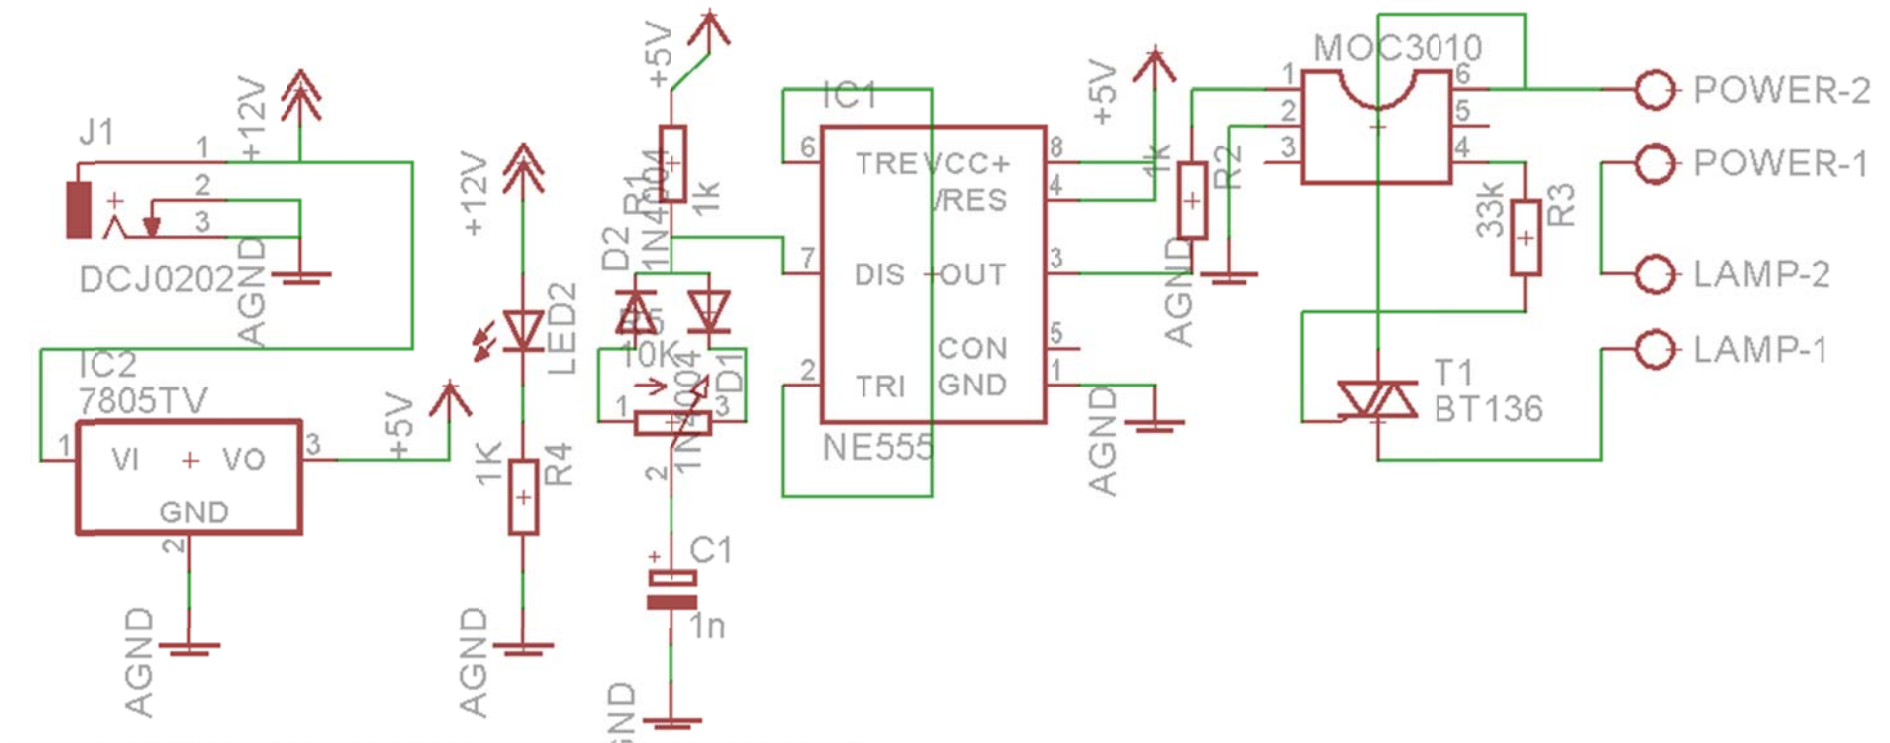 J1
+12V
1
2
3
DCJ0202
AGND
IC2
7805TV
1
VI
VO
3
GND
2
+5V
AGND
+12V
LED2
1K
R4
AGND
+5V
R1
1k
D2
1N4004
R5
10K
D1
1N4004
1
3
2
C1
+
1n
GND
IC1
6
TRE
VCC+
8
/RES
4
7
DIS
OUT
3
CON
5
2
TRI
GND
1
NE555
+5V
AGND
1k
R2
AGND
MOC3010
1
2
3
6
5
4
33k
R3
T1
BT136
POWER-2
POWER-1
LAMP-2
LAMP-1